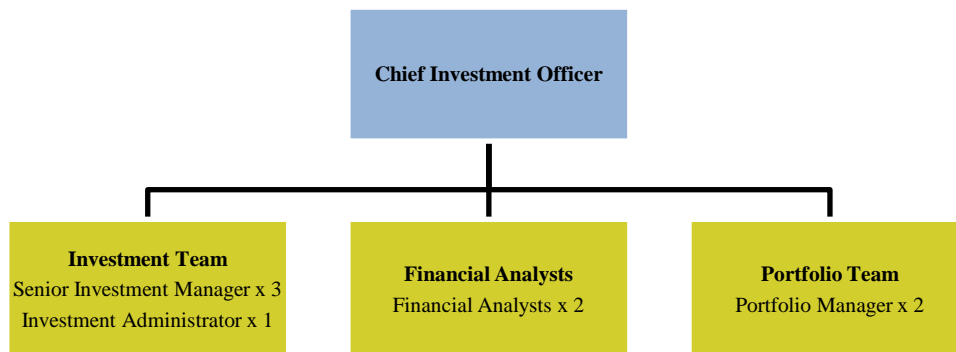 Chief Investment Officer
Investment Team
Senior Investment Manager x 3
Investment Administrator x 1
Financial Analysts
Financial Analysts x 2
Portfolio Team
Portfolio Manager x 2